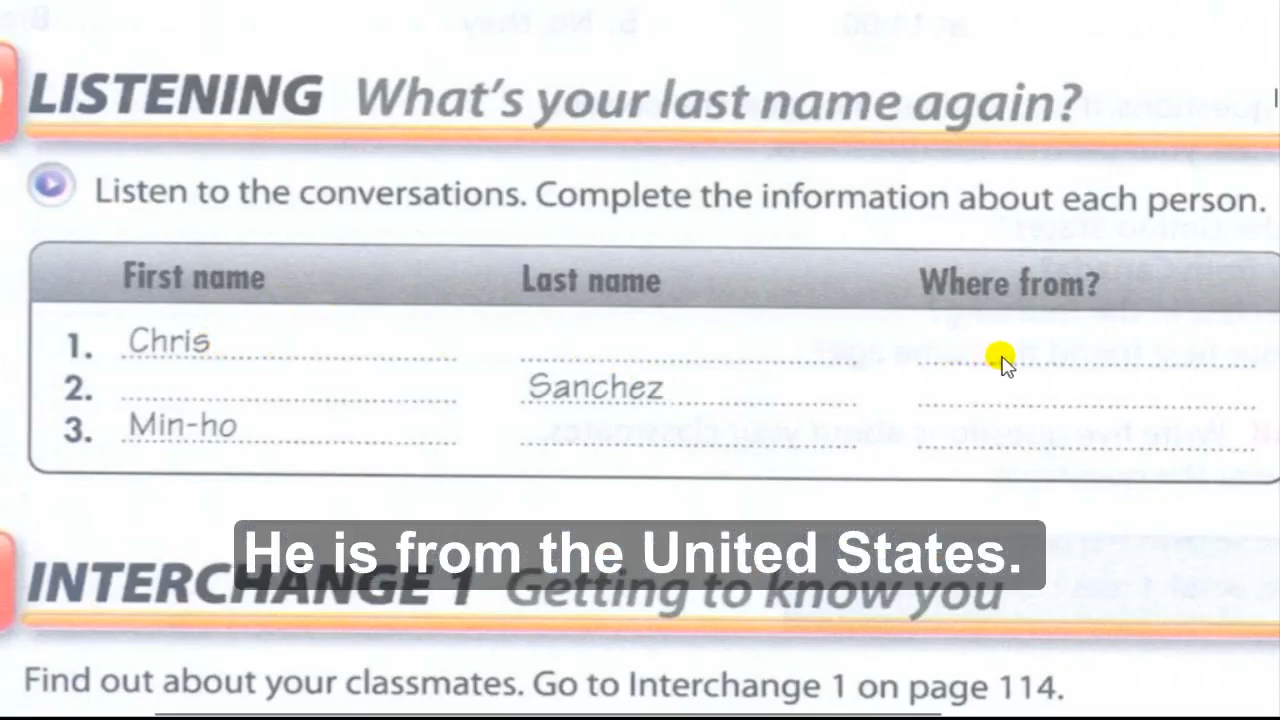 LISTENING What's your last name again?
Listen to the conversations. Complete the information about each person.
First name Last name Where from?
1. Chris
2. Sanchez
3. Min-ho
He is from the United States.
INTERCHANGE 1 Getting to know you
Find out about your classmates. Go to Interchange 1 on page 114.